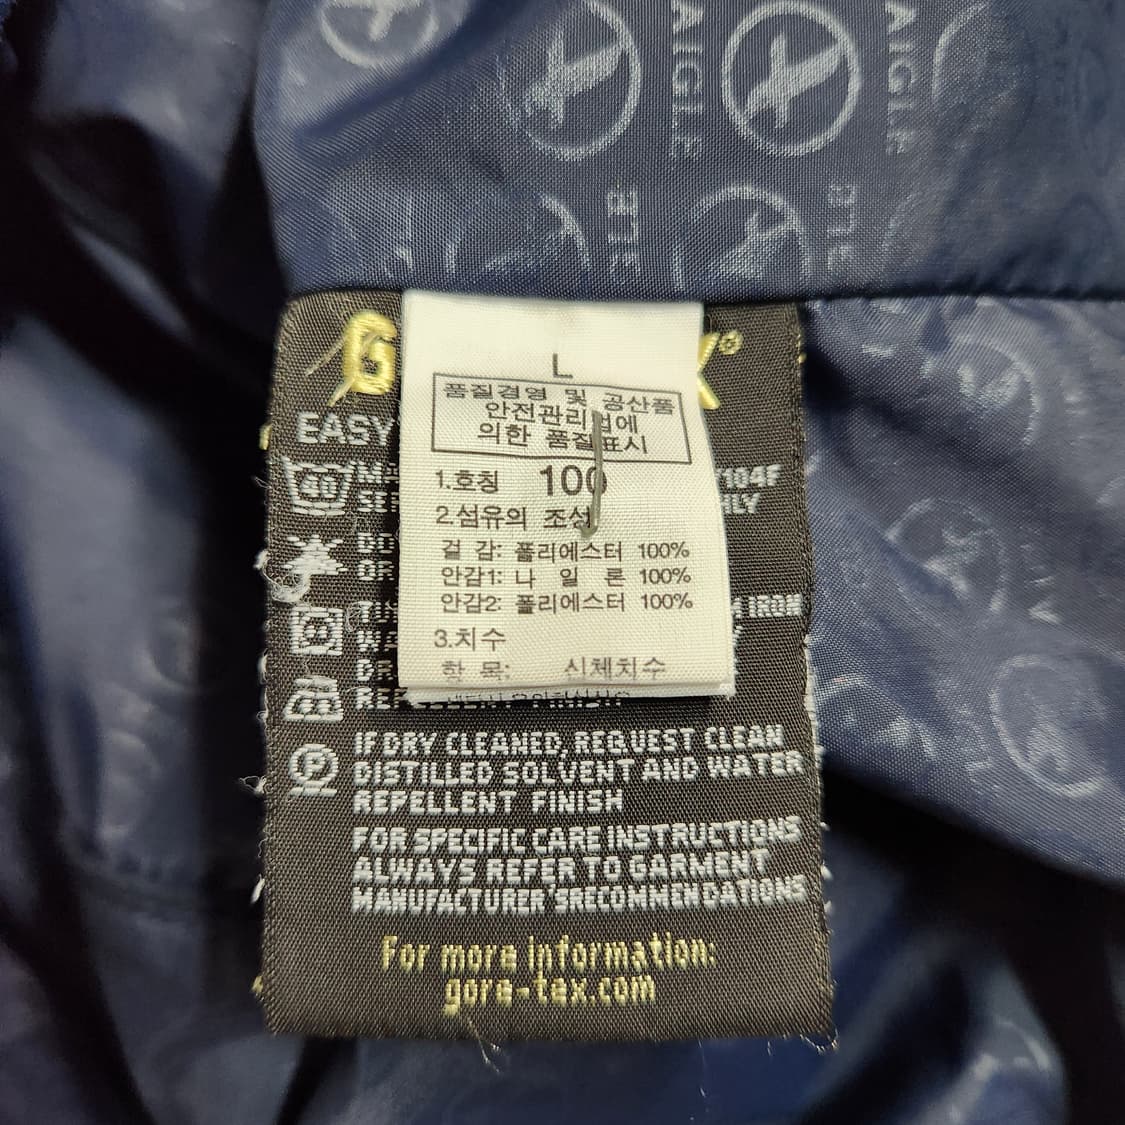 AIGLE
AIGLE
L
품질경영 및 공산품
안전관리법에
의한 품질표시
1.호칭 100
2.섬유의 조성
겉 감: 폴리에스터 100%
안감1: 나 일 론 100%
안감2: 폴리에스터 100%
3.치수
항 목: 신체치수
G
X®
EASY
40
104F
IRON
P
IF DRY CLEANED, REQUEST CLEAN
DISTILLED SOLVENT AND WATER
REPELLENT FINISH
FOR SPECIFIC CARE INSTRUCTIONS
ALWAYS REFER TO GARMENT
MANUFACTURER'S RECOMMENDATIONS
For more information:
gore-tex.com